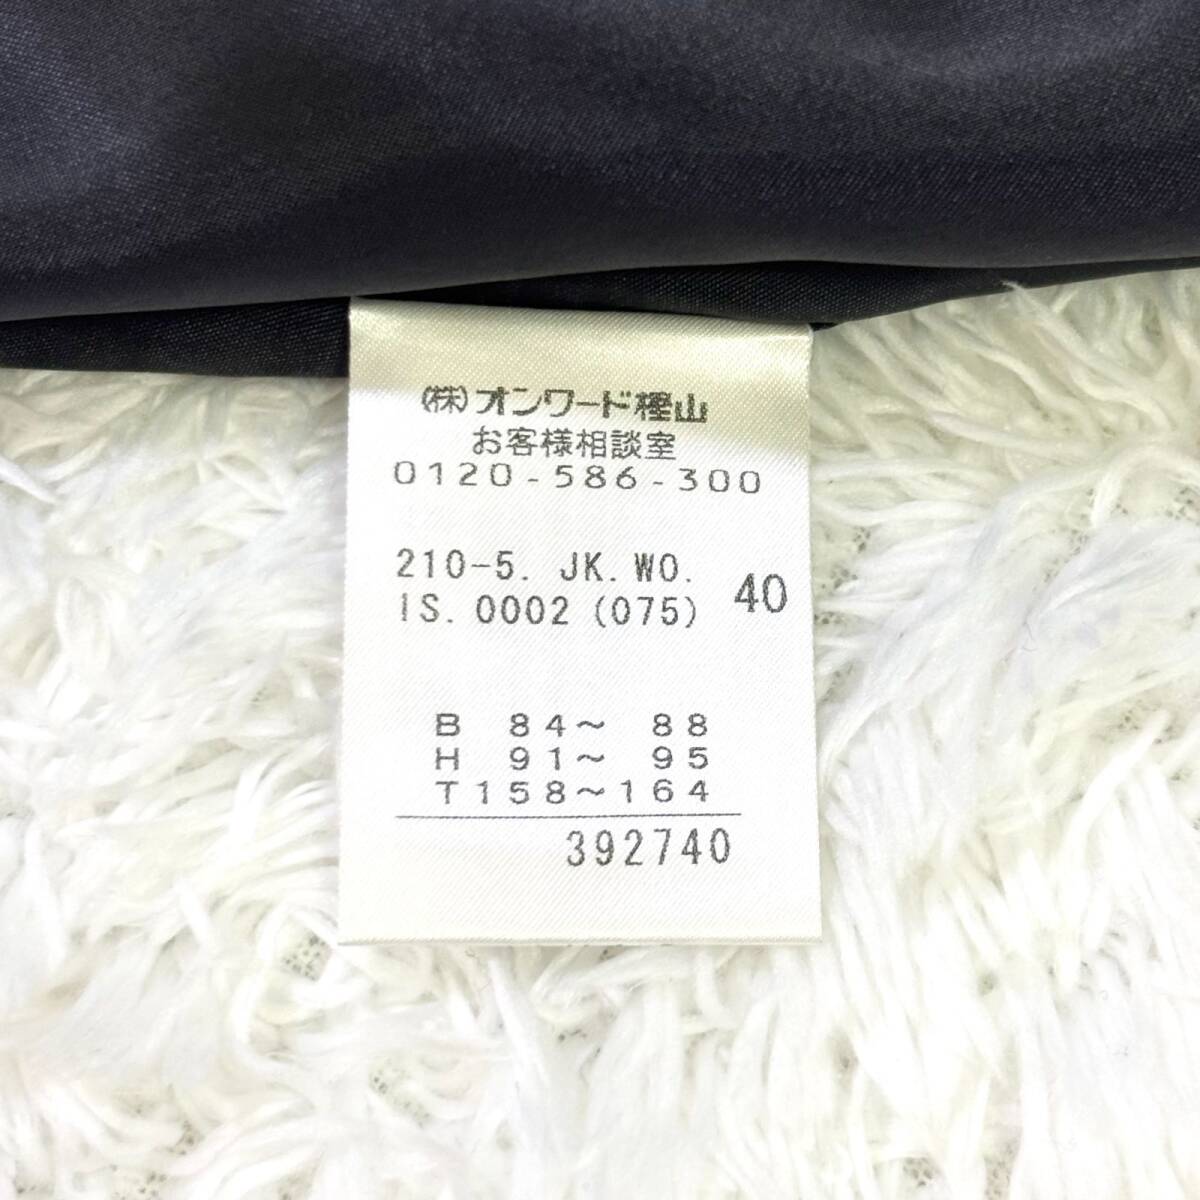 (株)オンワード樫山
お客様相談室
0120-586-300
210-5. JK. WO.
IS. 0002 (075)
40
B 84～ 88
H 91～ 95
T158～164
392740